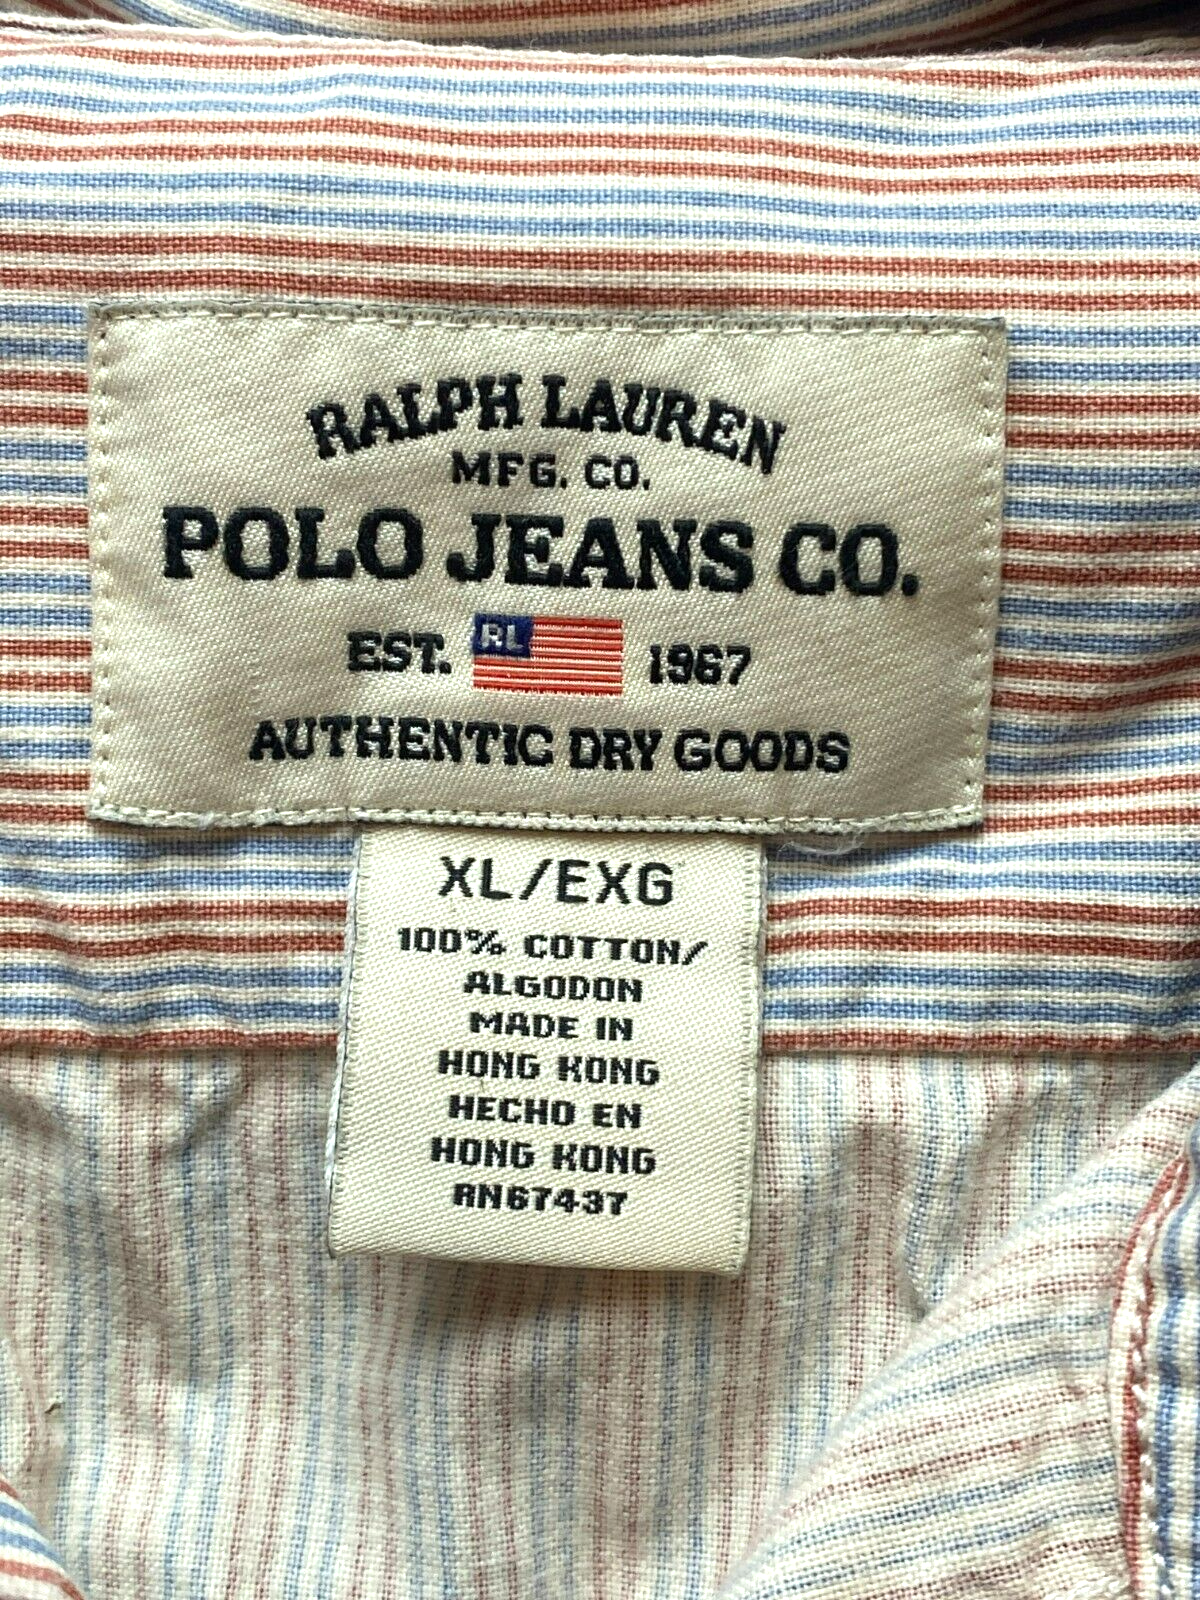 RALPH LAUREN
MFG. CO.
POLO JEANS CO.
EST. RL 1967
AUTHENTIC DRY GOODS
XL/EXG
100% COTTON/
ALGODON
MADE IN
HONG KONG
HECHO EN
HONG KONG
RN67437